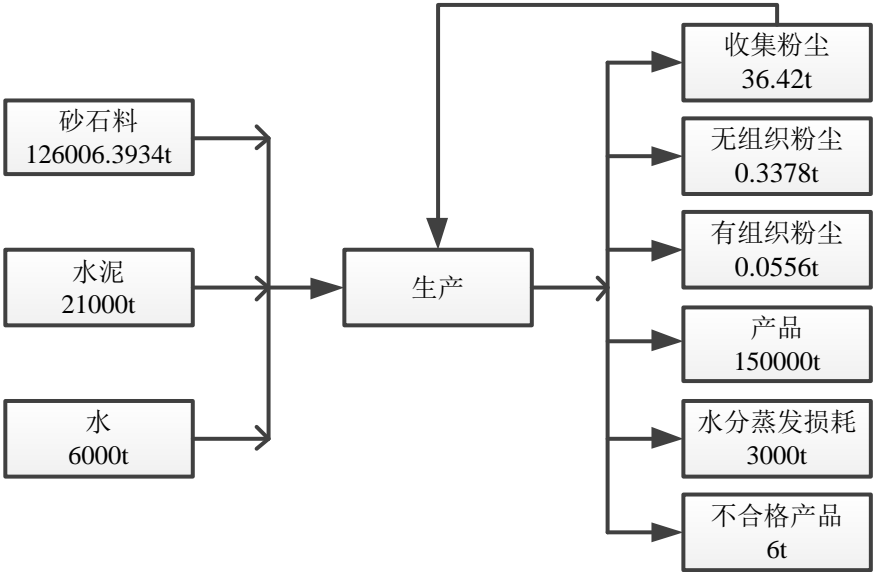 砂石料
126006.3934t
水泥
21000t
水
6000t
生产
收集粉尘
36.42t
无组织粉尘
0.3378t
有组织粉尘
0.0556t
产品
150000t
水分蒸发损耗
3000t
不合格产品
6t